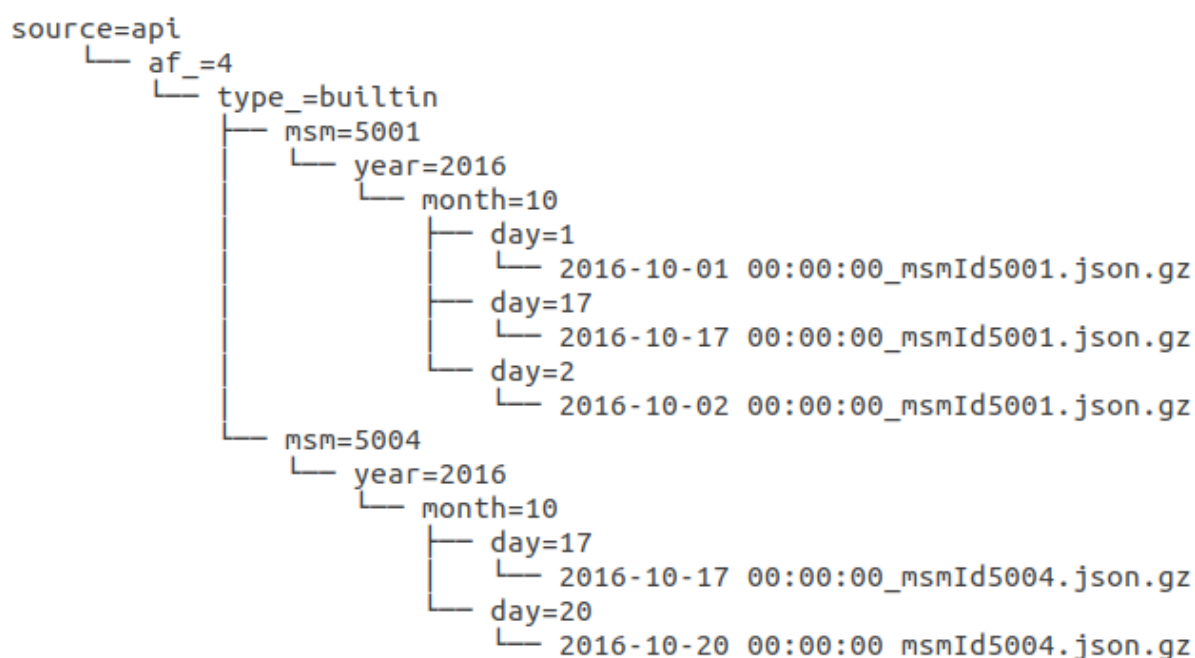 source=api
└── af_=4
└── type_=builtin
├── msm=5001
│ └── year=2016
│ └── month=10
│ ├── day=1
│ │ └── 2016-10-01 00:00:00_msmId5001.json.gz
│ ├── day=17
│ │ └── 2016-10-17 00:00:00_msmId5001.json.gz
│ └── day=2
│ └── 2016-10-02 00:00:00_msmId5001.json.gz
└── msm=5004
└── year=2016
└── month=10
├── day=17
│ └── 2016-10-17 00:00:00_msmId5004.json.gz
└── day=20
└── 2016-10-20 00:00:00_msmId5004.json.gz